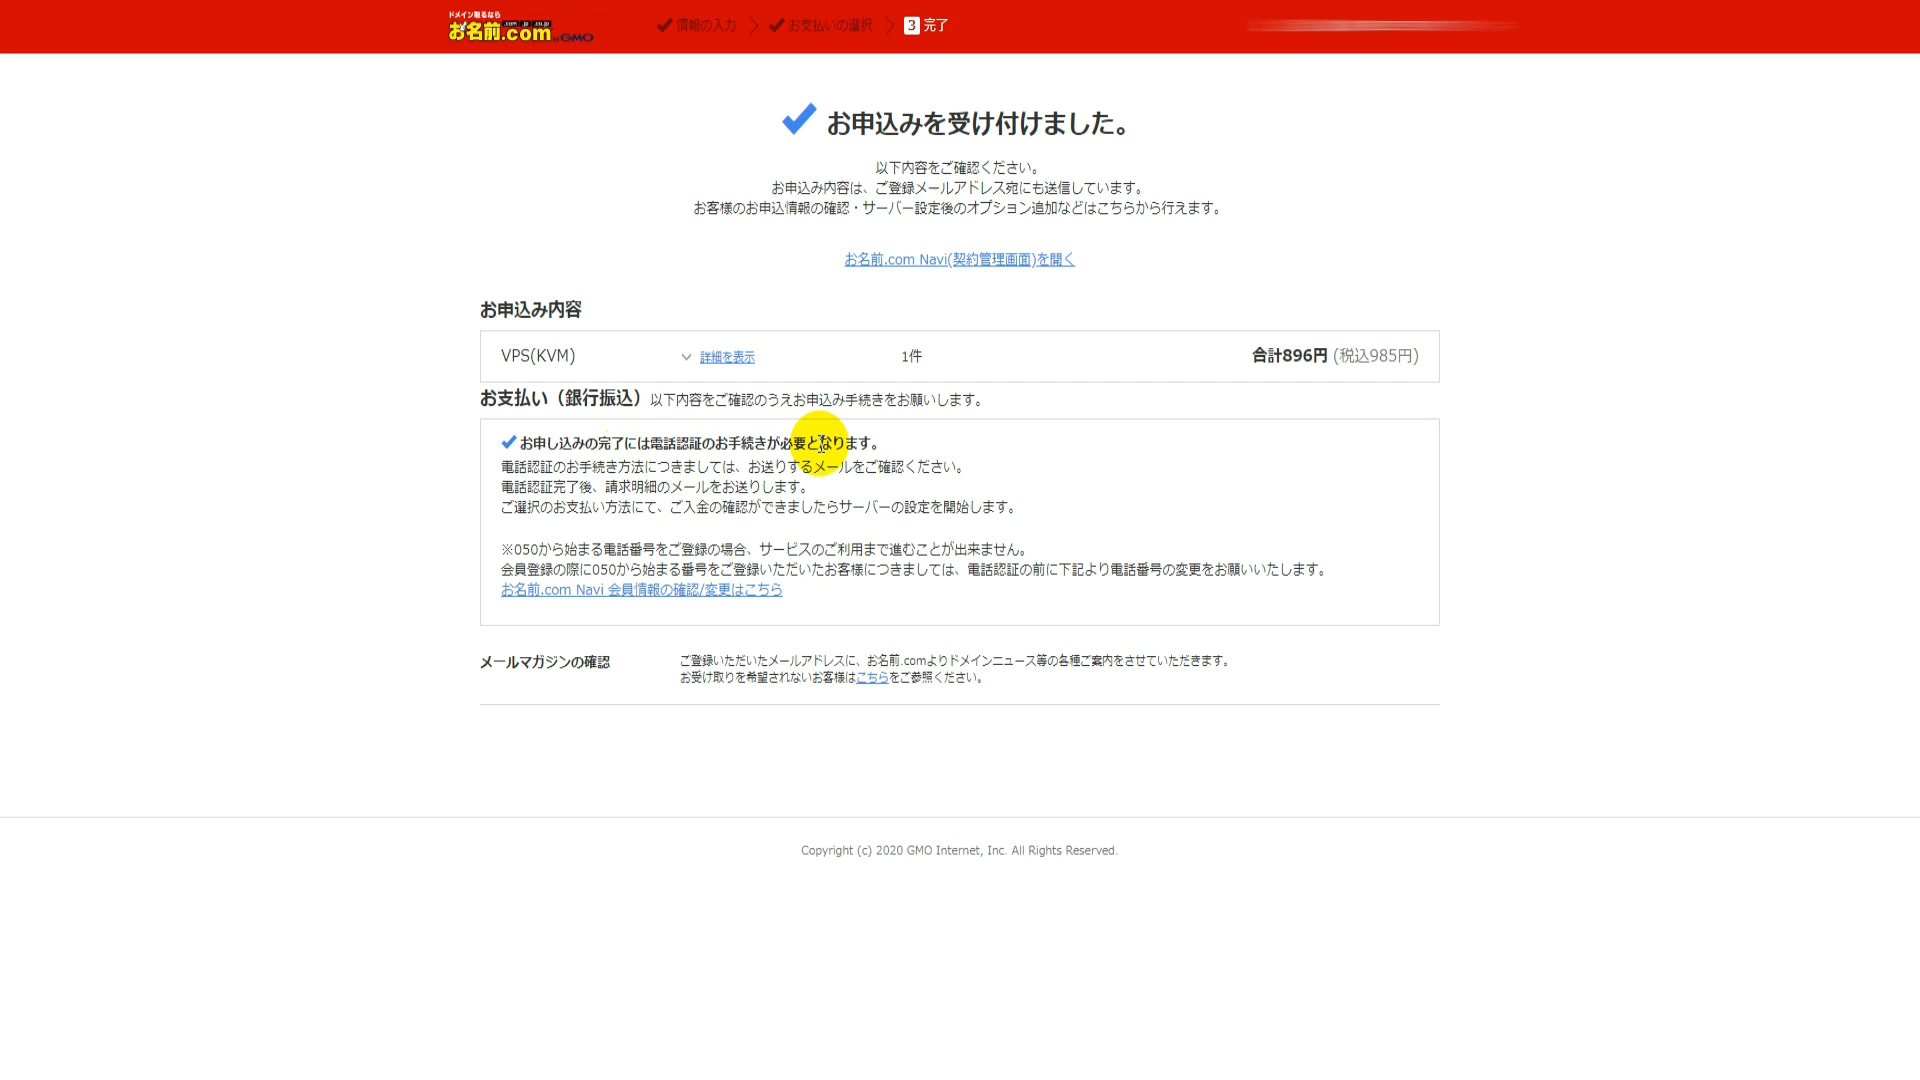 ドメイン取るなら
お名前.com by GMO
情報の入力
お支払いの選択
3 完了
お申込みを受け付けました。
以下内容をご確認ください。
お申込み内容は、ご登録メールアドレス宛にも送信しています。
お客様のお申込情報の確認・サーバー設定後のオプション追加などはこちらから行えます。
お名前.com Navi(契約管理画面)を開く
お申込み内容
VPS(KVM) 詳細を表示 1件 合計896円 (税込985円)
お支払い（銀行振込）以下内容をご確認のうえお申込み手続きをお願いします。
お申し込みの完了には電話認証のお手続きが必要となります。
電話認証のお手続き方法につきましては、お送りするメールをご確認ください。
電話認証完了後、請求明細のメールをお送りします。
ご選択のお支払い方法にて、ご入金の確認ができましたらサーバーの設定を開始します。
※050から始まる電話番号をご登録の場合、サービスのご利用まで進むことが出来ません。
会員登録の際に050から始まる番号をご登録いただいたお客様につきましては、電話認証の前に下記より電話番号の変更をお願いいたします。
お名前.com Navi 会員情報の確認/変更はこちら
メールマガジンの確認
ご登録いただいたメールアドレスに、お名前.comよりドメインニュース等の各種ご案内をさせていただきます。
お受け取りを希望されないお客様はこちらをご参照ください。
Copyright (c) 2020 GMO Internet, Inc. All Rights Reserved.